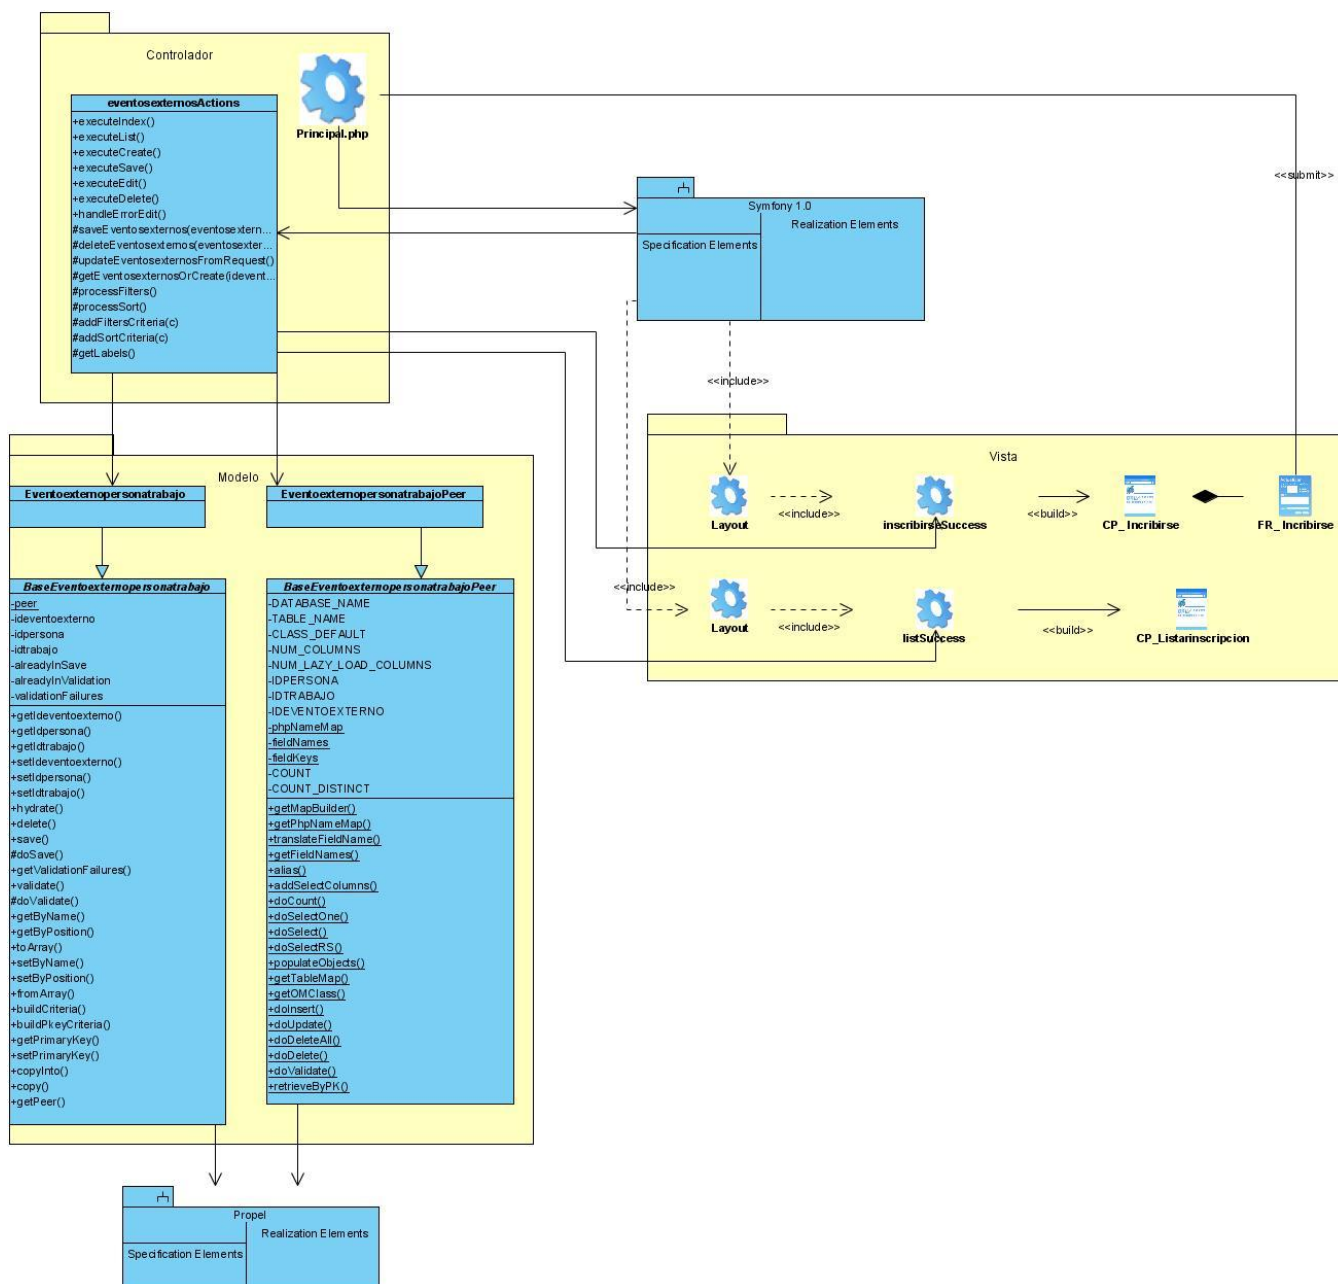 Controlador
eventosexternosActions
+executeIndex()
+executeList()
+executeCreate()
+executeSave()
+executeEdit()
+executeDelete()
+handleErrorEdit()
#saveEventosexternos(eventosextern...
#deleteEventosexternos(eventosexter...
#updateEventosexternosFromRequest()
#getEventosexternosOrCreate(idevent...
#processFilters()
#processSort()
#addFiltersCriteria(c)
#addSortCriteria(c)
#getLabels()
Principal.php
<<submit>>
Symfony 1.0
Specification Elements
Realization Elements
<<include>>
Vista
Layout
<<include>>
inscribirseSuccess
<<build>>
CP_Incribirse
FR_Incribirse
<<include>>
Layout
<<include>>
listSuccess
<<build>>
CP_Listarinscripcion
Modelo
Eventoexternopersonatrabajo
EventoexternopersonatrabajoPeer
BaseEventoexternopersonatrabajo
-peer
-ideventoexterno
-idpersona
-idtrabajo
-alreadyInSave
-alreadyInValidation
-validationFailures
+getIdeventoexterno()
+getIdpersona()
+getIdtrabajo()
+setIdeventoexterno()
+setIdpersona()
+setIdtrabajo()
+hydrate()
+delete()
+save()
#doSave()
+getValidationFailures()
+validate()
#doValidate()
+getByName()
+getByPosition()
+toArray()
+setByName()
+setByPosition()
+fromArray()
+buildCriteria()
+buildPkeyCriteria()
+getPrimaryKey()
+setPrimaryKey()
+copyInto()
+copy()
+getPeer()
BaseEventoexternopersonatrabajoPeer
-DATABASE_NAME
-TABLE_NAME
-CLASS_DEFAULT
-NUM_COLUMNS
-NUM_LAZY_LOAD_COLUMNS
-IDPERSONA
-IDTRABAJO
-IDEVENTOEXTERNO
-phpNameMap
-fieldNames
-fieldKeys
-COUNT
-COUNT_DISTINCT
+getMapBuilder()
+getPhpNameMap()
+translateFieldName()
+getFieldNames()
+alias()
+addSelectColumns()
+doCount()
+doSelectOne()
+doSelect()
+doSelectRS()
+populateObjects()
+getTableMap()
+getOMClass()
+doInsert()
+doUpdate()
+doDeleteAll()
+doDelete()
+doValidate()
+retrieveByPK()
Propel
Specification Elements
Realization Elements